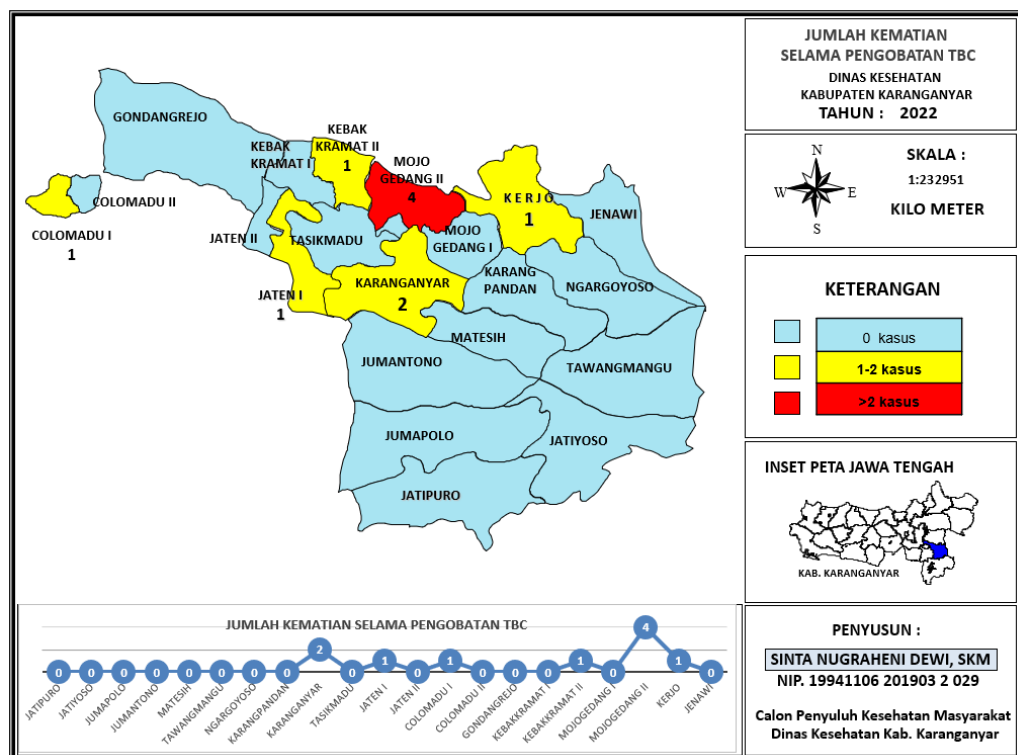 JUMLAH KEMATIAN
SELAMA PENGOBATAN TBC
DINAS KESEHATAN
KABUPATEN KARANGANYAR
TAHUN : 2022
N
W E
S
SKALA :
1:232951
KILO METER
KETERANGAN
0 kasus
1-2 kasus
>2 kasus
INSET PETA JAWA TENGAH
KAB. KARANGANYAR
PENYUSUN :
SINTA NUGRAHENI DEWI, SKM
NIP. 19941106 201903 2 029
Calon Penyuluh Kesehatan Masyarakat
Dinas Kesehatan Kab. Karanganyar
GONDANGREJO
KEBAK
KRAMAT II
1
KEBAK
KRAMAT I
MOJO
GEDANG II
4
COLOMADU II
COLOMADU I
1
JATEN II
TASIKMADU
MOJO
GEDANG I
K E R J O
1
JENAWI
JATEN I
1
KARANGANYAR
2
KARANG
PANDAN
NGARGOYOSO
MATESIH
JUMANTONO
TAWANGMANGU
JUMAPOLO
JATIYOSO
JATIPURO
JUMLAH KEMATIAN SELAMA PENGOBATAN TBC
0 0 0 0 0 0 0 0 2 0 1 0 1 0 0 0 1 0 4 1 0
JATIPURO
JATIYOSO
JUMAPOLO
JUMANTONO
MATESIH
TAWANGMANGU
NGARGOYOSO
KARANGPANDAN
KARANGANYAR
TASIKMADU
JATEN I
JATEN II
COLOMADU I
COLOMADU II
GONDANGREJO
KEBAKKRAMAT I
KEBAKKRAMAT II
MOJOGEDANG I
MOJOGEDANG II
KERJO
JENAWI